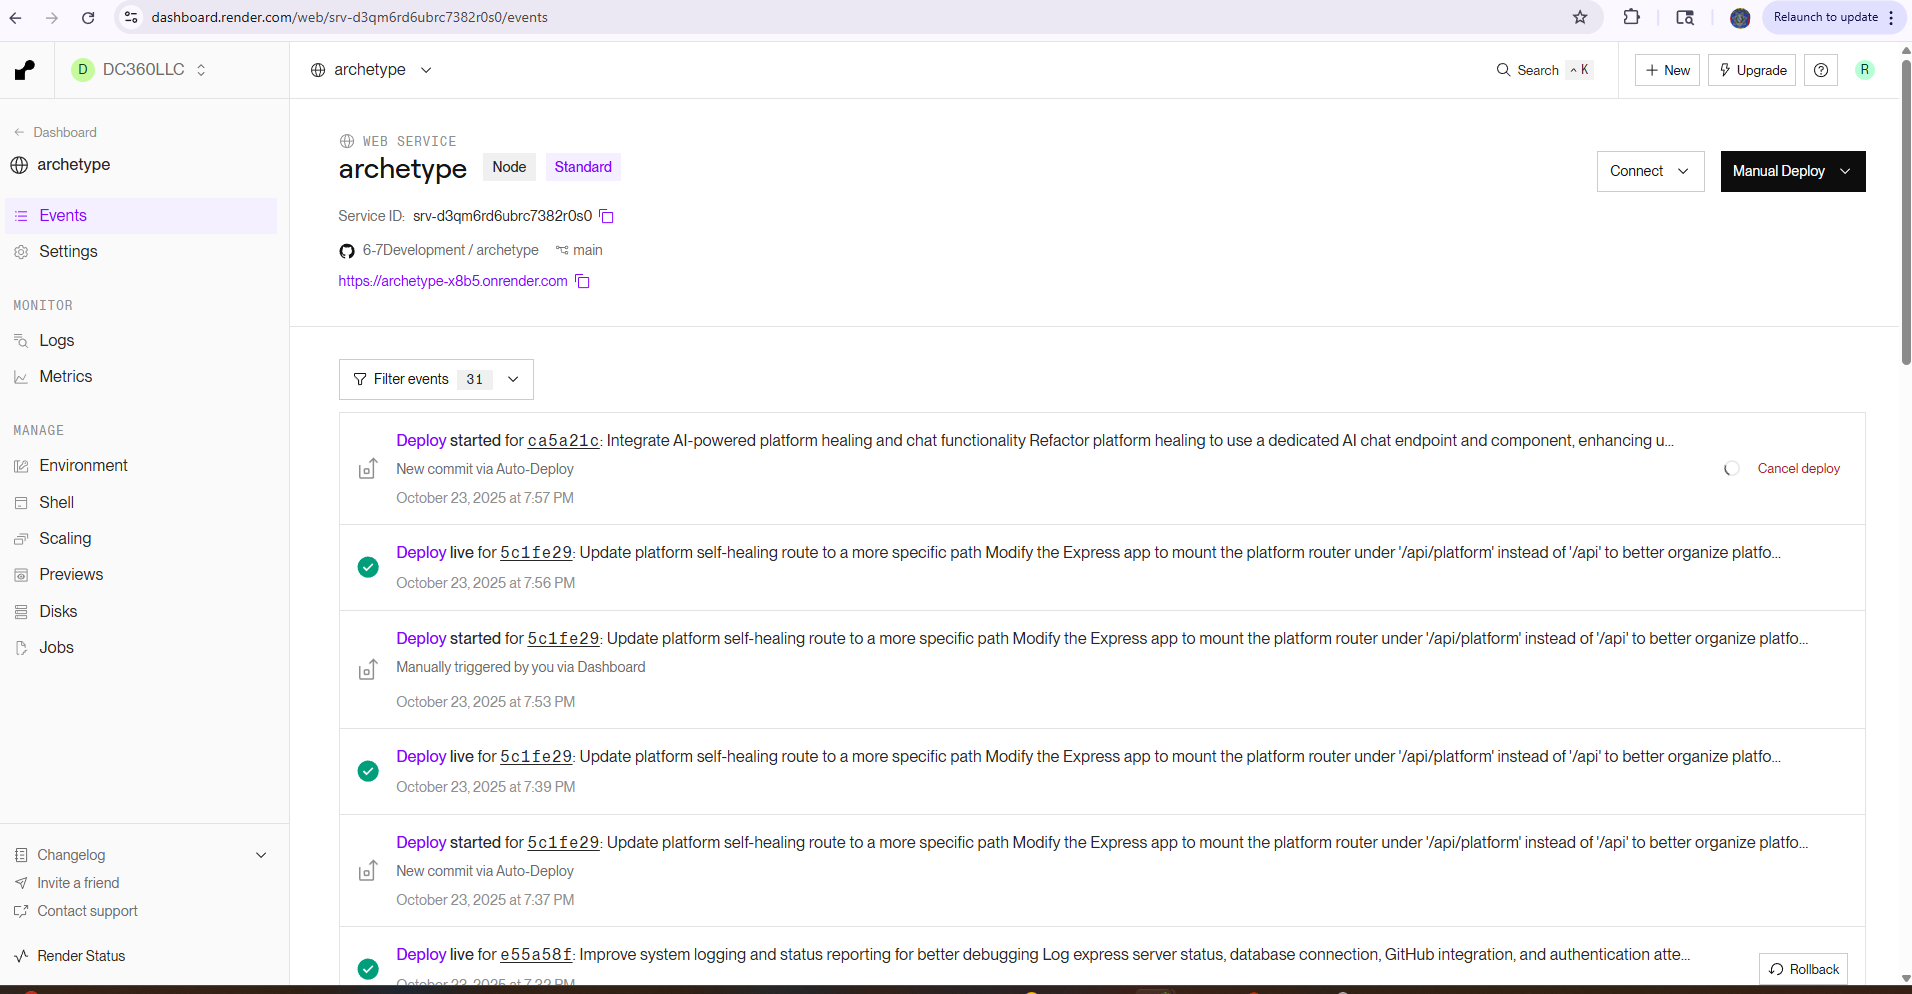 dashboard.render.com/web/srv-d3qm6rd6ubrc7382r0s0/events
Relaunch to update
D DC360LLC
archetype
Search
K
New
Upgrade
R
Dashboard
archetype
Events
Settings
MONITOR
Logs
Metrics
MANAGE
Environment
Shell
Scaling
Previews
Disks
Jobs
Changelog
Invite a friend
Contact support
Render Status
WEB SERVICE
archetype Node Standard
Connect
Manual Deploy
Service ID: srv-d3qm6rd6ubrc7382r0s0
6-7Development / archetype main
https://archetype-x8b5.onrender.com
Filter events 31
Deploy started for ca5a21c: Integrate AI-powered platform healing and chat functionality Refactor platform healing to use a dedicated AI chat endpoint and component, enhancing u...
New commit via Auto-Deploy
Cancel deploy
October 23, 2025 at 7:57 PM
Deploy live for 5c1fe29: Update platform self-healing route to a more specific path Modify the Express app to mount the platform router under '/api/platform' instead of '/api' to better organize platfo...
October 23, 2025 at 7:56 PM
Deploy started for 5c1fe29: Update platform self-healing route to a more specific path Modify the Express app to mount the platform router under '/api/platform' instead of '/api' to better organize platfo...
Manually triggered by you via Dashboard
October 23, 2025 at 7:53 PM
Deploy live for 5c1fe29: Update platform self-healing route to a more specific path Modify the Express app to mount the platform router under '/api/platform' instead of '/api' to better organize platfo...
October 23, 2025 at 7:39 PM
Deploy started for 5c1fe29: Update platform self-healing route to a more specific path Modify the Express app to mount the platform router under '/api/platform' instead of '/api' to better organize platfo...
New commit via Auto-Deploy
October 23, 2025 at 7:37 PM
Deploy live for e55a58f: Improve system logging and status reporting for better debugging Log express server status, database connection, GitHub integration, and authentication atte...
October 23, 2025 at 7:32 PM
Rollback